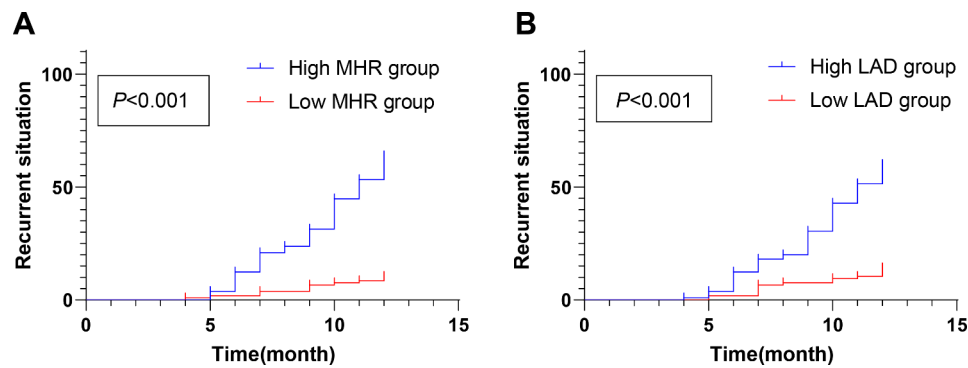 A
Recurrent situation
100
50
0
P<0.001
High MHR group
Low MHR group
0
5
10
15
Time(month)
B
Recurrent situation
100
50
0
P<0.001
High LAD group
Low LAD group
0
5
10
15
Time(month)